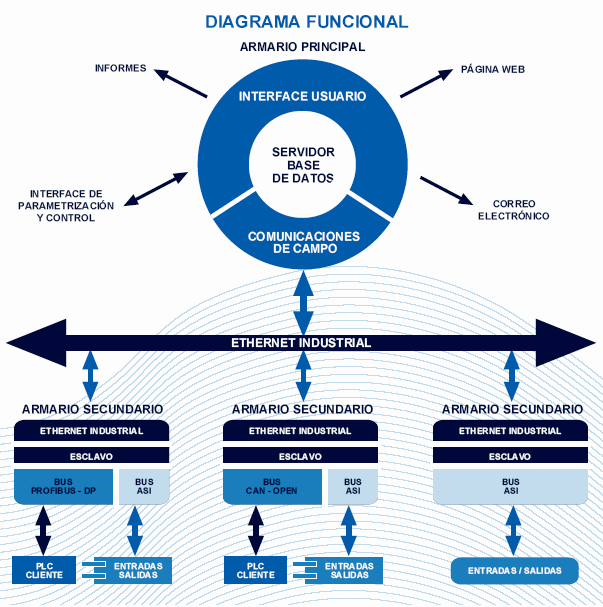 DIAGRAMA FUNCIONAL
ARMARIO PRINCIPAL
INFORMES
PÁGINA WEB
INTERFACE USUARIO
SERVIDOR
BASE
DE DATOS
INTERFACE DE
PARAMETRIZACIÓN
Y CONTROL
CORREO
ELECTRÓNICO
COMUNICACIONES
DE CAMPO
ETHERNET INDUSTRIAL
ARMARIO SECUNDARIO
ETHERNET INDUSTRIAL
ESCLAVO
BUS
PROFIBUS - DP
BUS
ASI
PLC
CLIENTE
ENTRADAS
SALIDAS
ARMARIO SECUNDARIO
ETHERNET INDUSTRIAL
ESCLAVO
BUS
CAN - OPEN
BUS
ASI
PLC
CLIENTE
ENTRADAS
SALIDAS
ARMARIO SECUNDARIO
ETHERNET INDUSTRIAL
ESCLAVO
BUS
ASI
ENTRADAS / SALIDAS